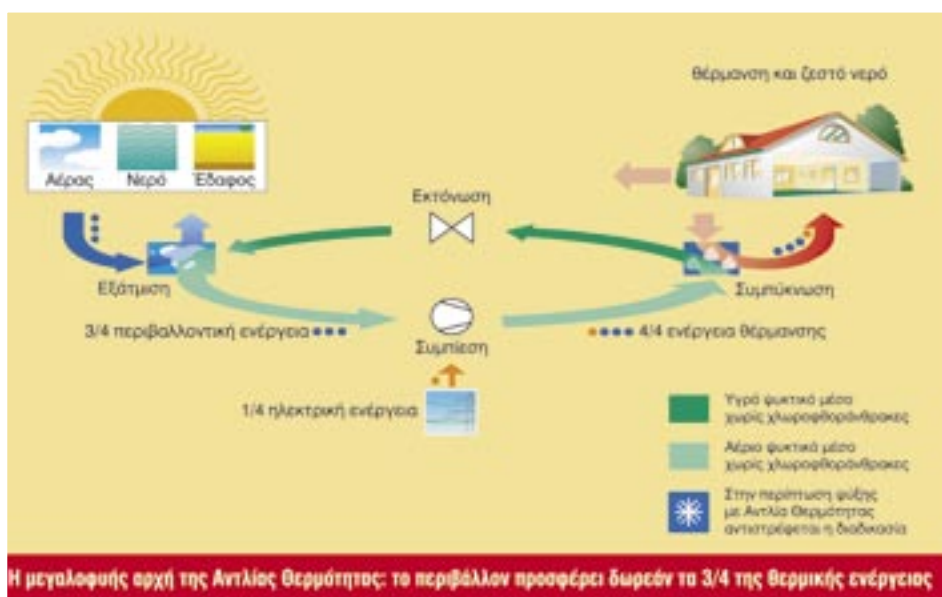 θέρμανση και ζεστό νερό
Αέρας Νερό Έδαφος
Εκτόνωση
Εξάτμιση
Συμπύκνωση
3/4 περιβαλλοντική ενέργεια
4/4 ενέργεια θέρμανσης
Συμπίεση
1/4 ηλεκτρική ενέργεια
Υγρό ψυκτικό μέσο
χωρίς χλωροφθοράνθρακες
Αέριο ψυκτικό μέσο
χωρίς χλωροφθοράνθρακες
Στην περίπτωση ψύξης
με Αντλία Θερμότητας
αντιστρέφεται η διαδικασία
Η μεγαλοφυής αρχή της Αντλίας Θερμότητας: το περιβάλλον προσφέρει δωρεάν τα 3/4 της θερμικής ενέργειας